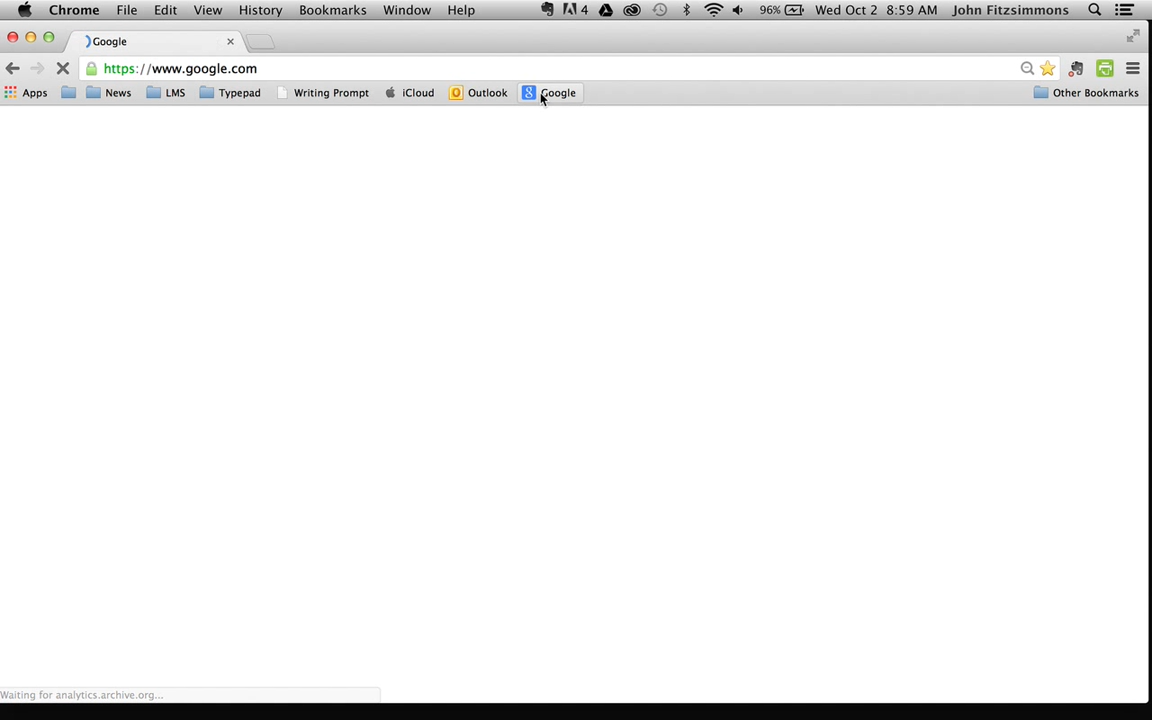 Chrome File Edit View History Bookmarks Window Help 4 96% Wed Oct 2 8:59 AM John Fitzsimmons
Google
https://www.google.com
Apps News LMS Typepad Writing Prompt iCloud Outlook Google Other Bookmarks
Waiting for analytics.archive.org...